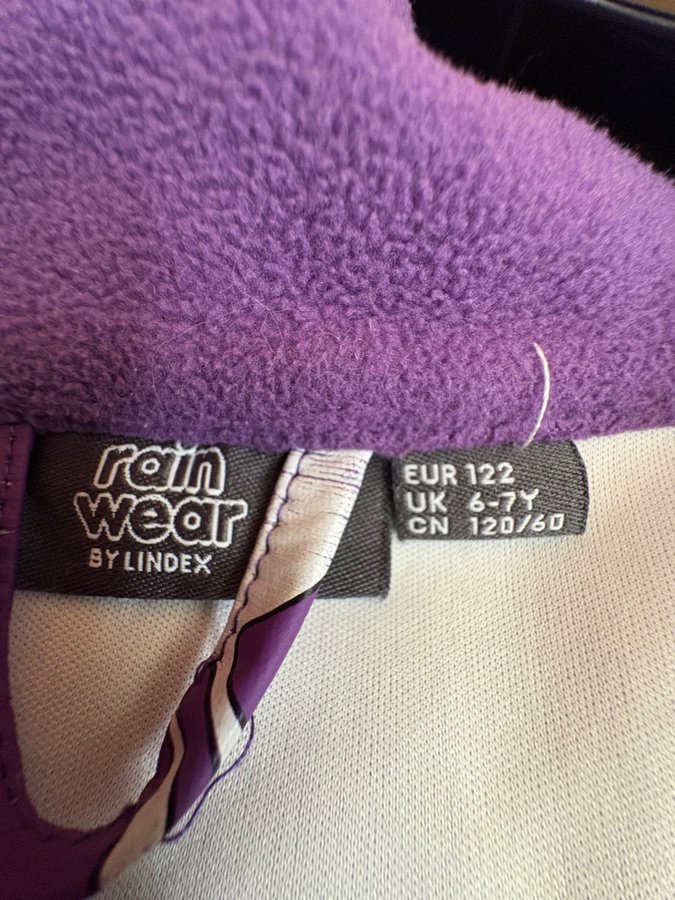 rain
wear
BY LINDEX
EUR 122
UK 6-7Y
CN 120/60